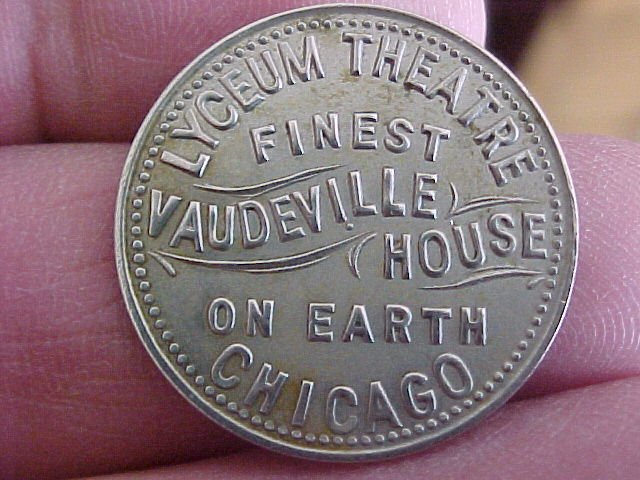 LYCEUM THEATRE
FINEST
VAUDEVILLE
HOUSE
ON EARTH
CHICAGO